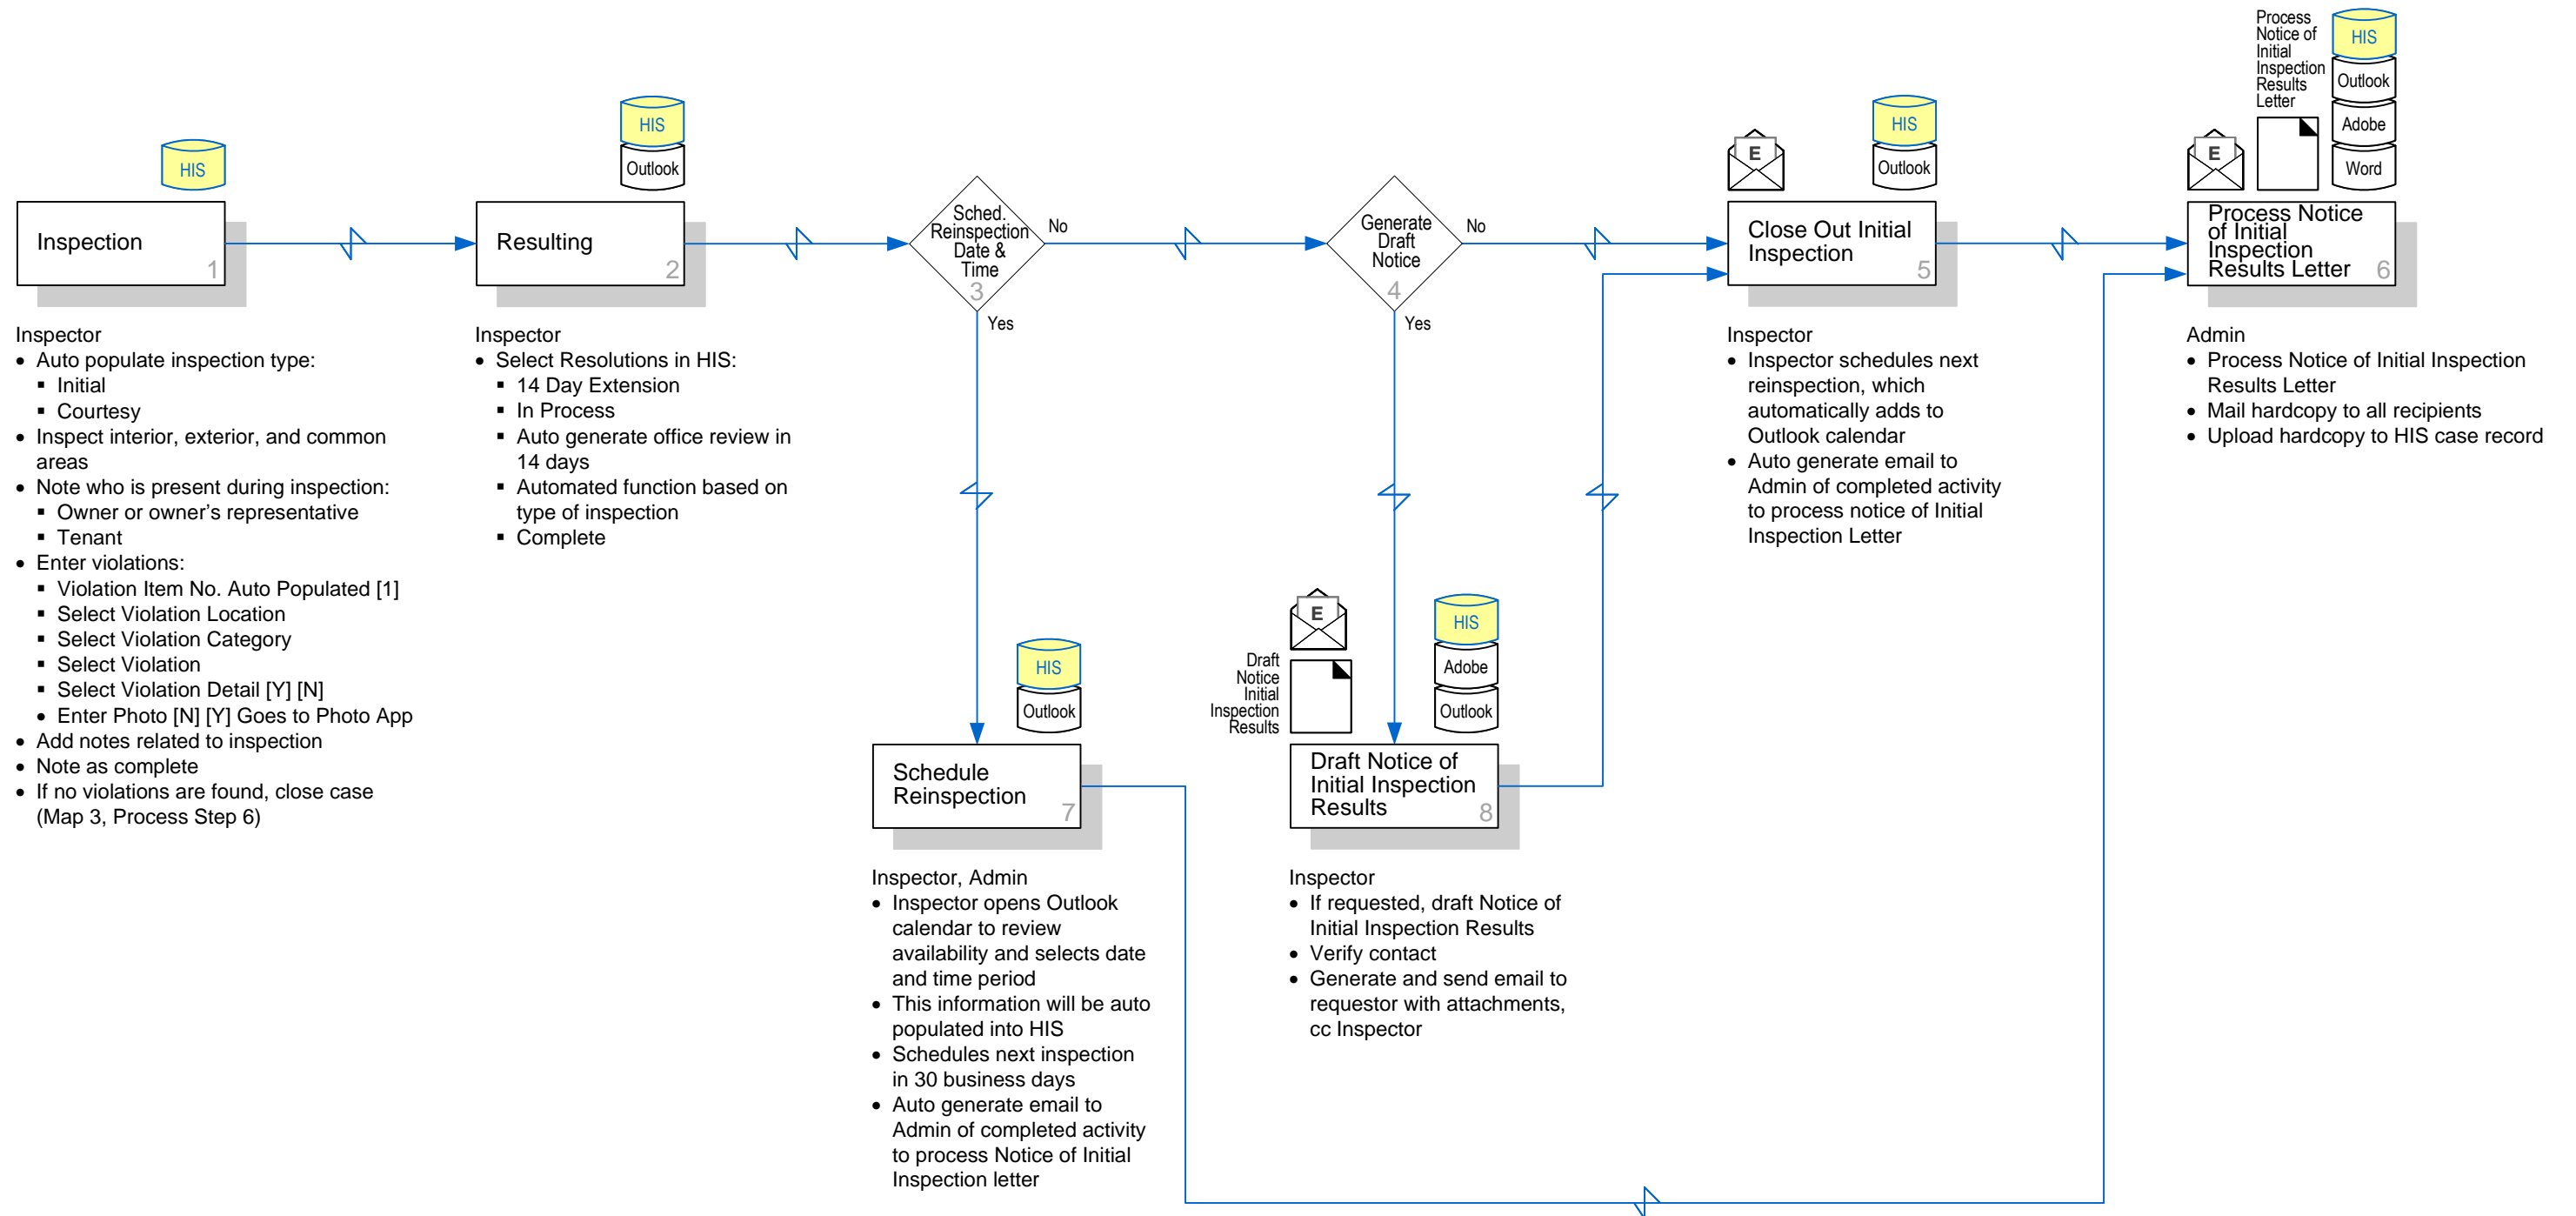 HIS
Inspection
1
Inspector
• Auto populate inspection type:
▪ Initial
▪ Courtesy
• Inspect interior, exterior, and common
areas
• Note who is present during inspection:
▪ Owner or owner’s representative
▪ Tenant
• Enter violations:
▪ Violation Item No. Auto Populated [1]
▪ Select Violation Location
▪ Select Violation Category
▪ Select Violation
▪ Select Violation Detail [Y] [N]
• Enter Photo [N] [Y] Goes to Photo App
• Add notes related to inspection
• Note as complete
• If no violations are found, close case
(Map 3, Process Step 6)
HIS
Outlook
Resulting
2
Inspector
• Select Resolutions in HIS:
▪ 14 Day Extension
▪ In Process
▪ Auto generate office review in
14 days
▪ Automated function based on
type of inspection
▪ Complete
Sched.
Reinspection
Date &
Time
3
No
Yes
Generate
Draft
Notice
4
No
Yes
E
HIS
Outlook
Close Out Initial
Inspection
5
Inspector
• Inspector schedules next
reinspection, which
automatically adds to
Outlook calendar
• Auto generate email to
Admin of completed activity
to process notice of Initial
Inspection Letter
Process
Notice of
Initial
Inspection
Results
Letter
E
HIS
Outlook
Adobe
Word
Process Notice
of Initial
Inspection
Results Letter
6
Admin
• Process Notice of Initial Inspection
Results Letter
• Mail hardcopy to all recipients
• Upload hardcopy to HIS case record
HIS
Outlook
Schedule
Reinspection
7
Inspector, Admin
• Inspector opens Outlook
calendar to review
availability and selects date
and time period
• This information will be auto
populated into HIS
• Schedules next inspection
in 30 business days
• Auto generate email to
Admin of completed activity
to process Notice of Initial
Inspection letter
E
Draft
Notice
Initial
Inspection
Results
HIS
Adobe
Outlook
Draft Notice of
Initial Inspection
Results
8
Inspector
• If requested, draft Notice of
Initial Inspection Results
• Verify contact
• Generate and send email to
requestor with attachments,
cc Inspector